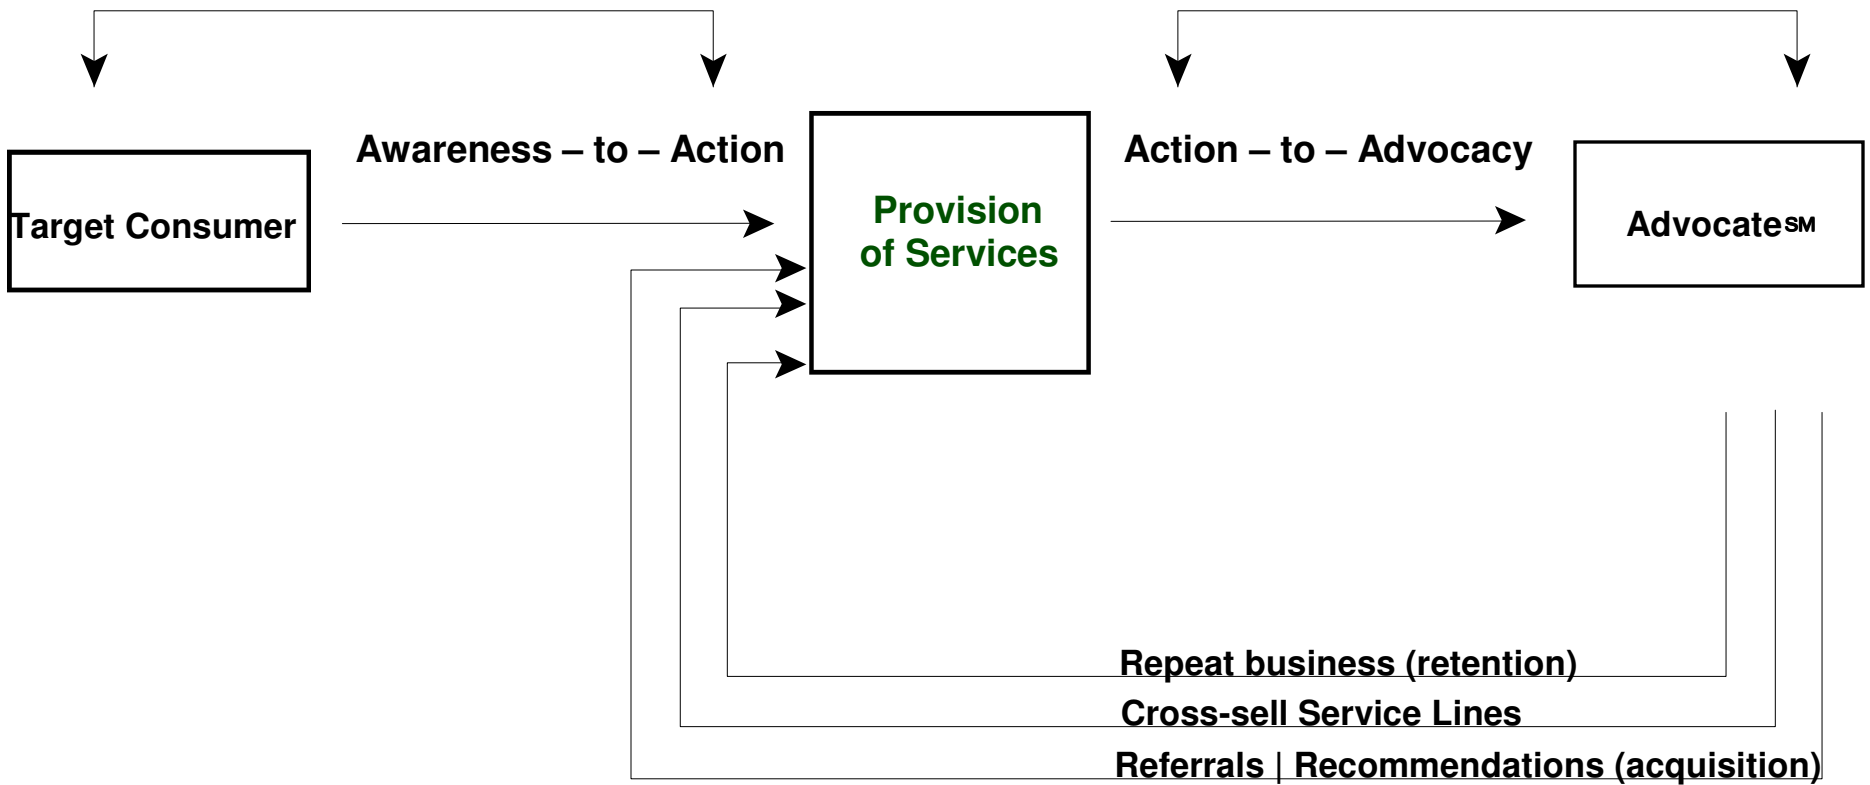 Awareness – to – Action
Action – to – Advocacy
Target Consumer
Provision
of Services
Advocate℠
Repeat business (retention)
Cross-sell Service Lines
Referrals | Recommendations (acquisition)